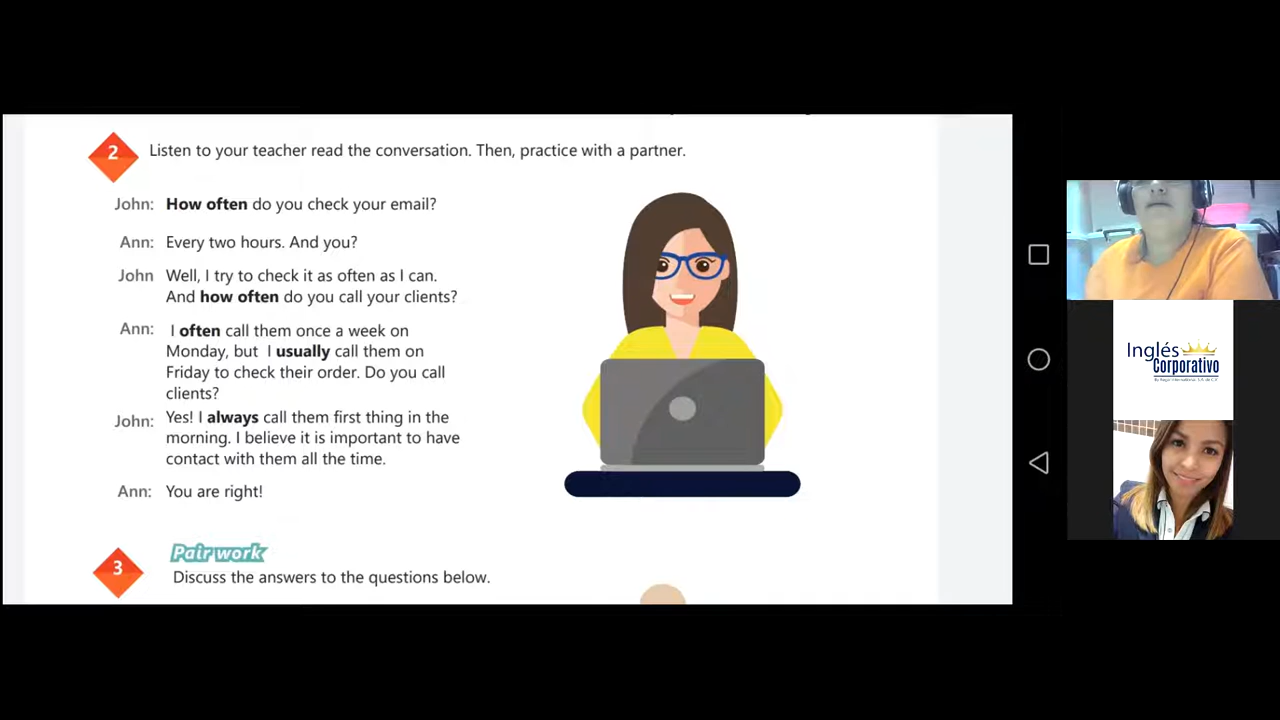 2
Listen to your teacher read the conversation. Then, practice with a partner.
John: How often do you check your email?
Ann: Every two hours. And you?
John Well, I try to check it as often as I can.
And how often do you call your clients?
Ann: I often call them once a week on
Monday, but I usually call them on
Friday to check their order. Do you call
clients?
John: Yes! I always call them first thing in the
morning. I believe it is important to have
contact with them all the time.
Ann: You are right!
3
Pair work
Discuss the answers to the questions below.
Inglés
Corporativo